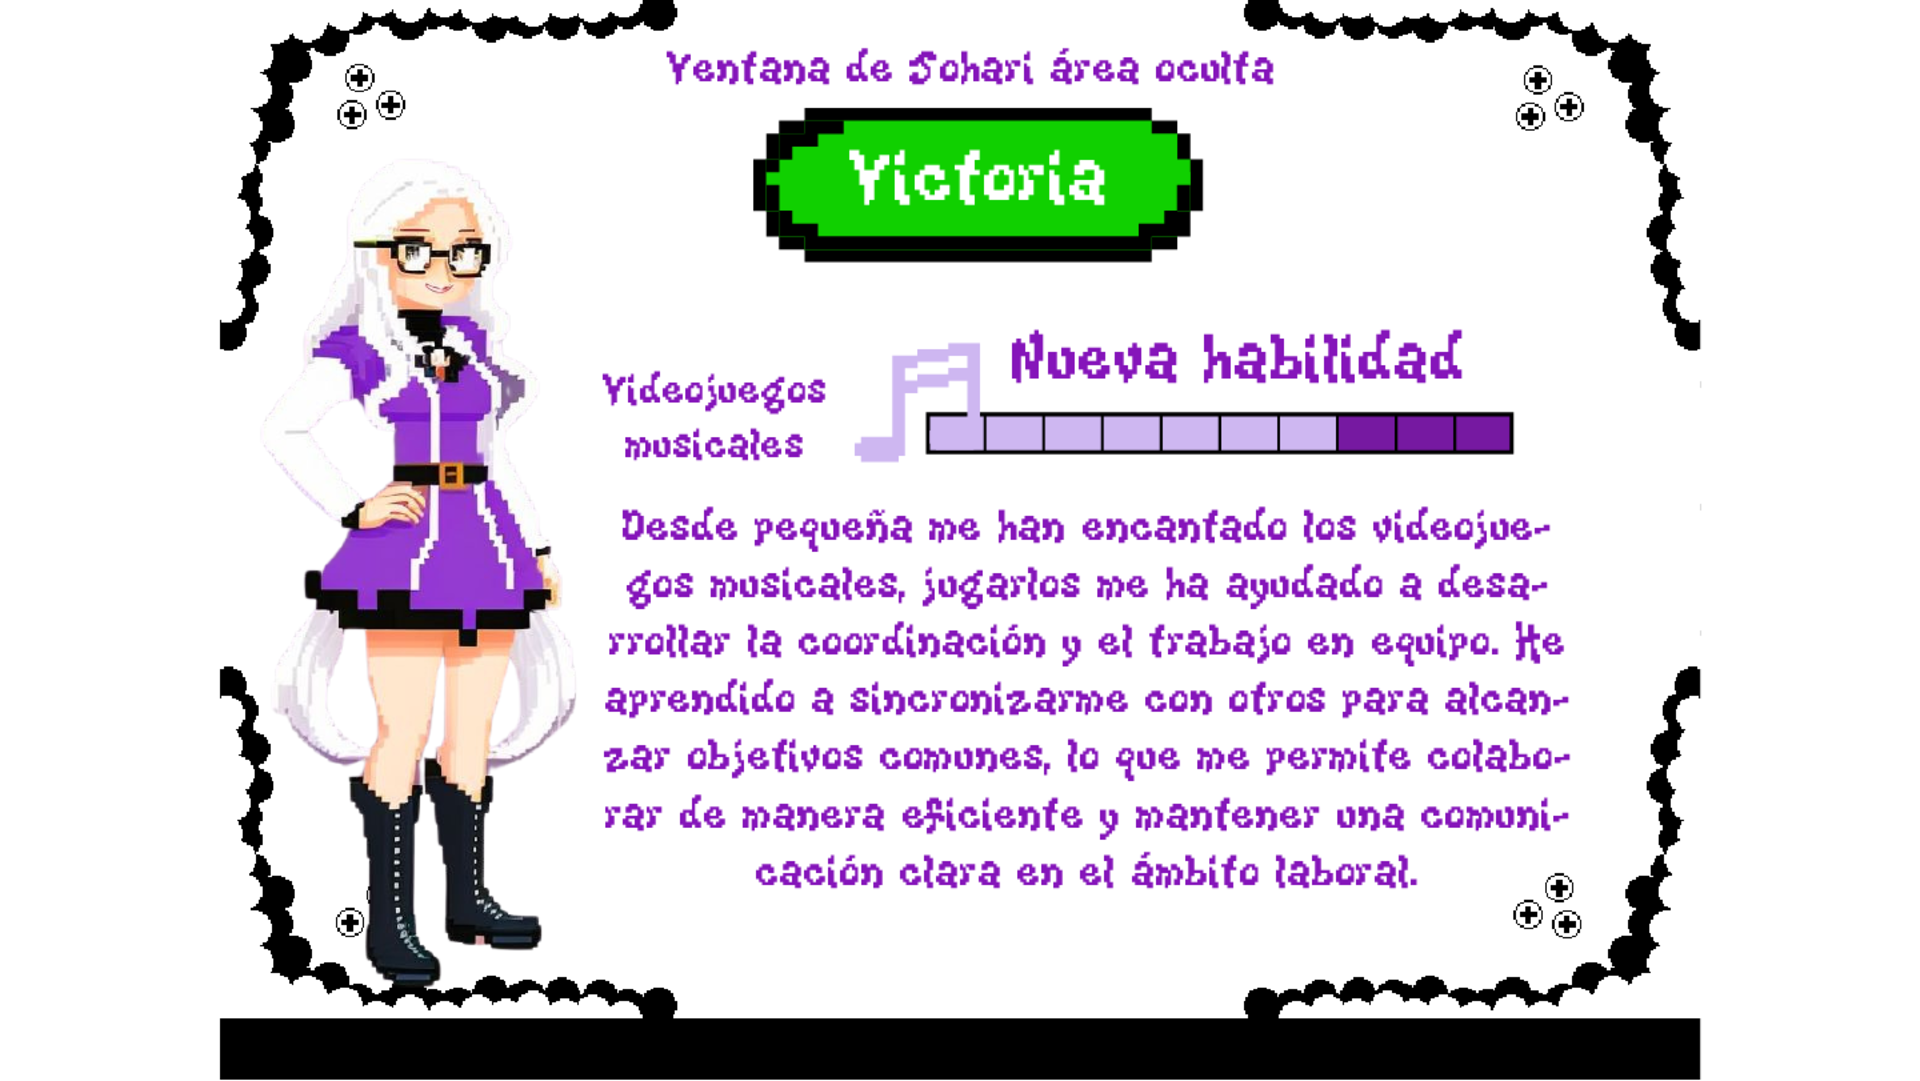 Ventana de Johari área oculta
Victoria
Nueva habilidad
Videojuegos
musicales
Desde pequeña me han encantado los videojue-
gos musicales, jugarlos me ha ayudado a desa-
rrollar la coordinación y el trabajo en equipo. He
aprendido a sincronizarme con otros para alcan-
zar objetivos comunes, lo que me permite colabo-
rar de manera eficiente y mantener una comuni-
cación clara en el ámbito laboral.